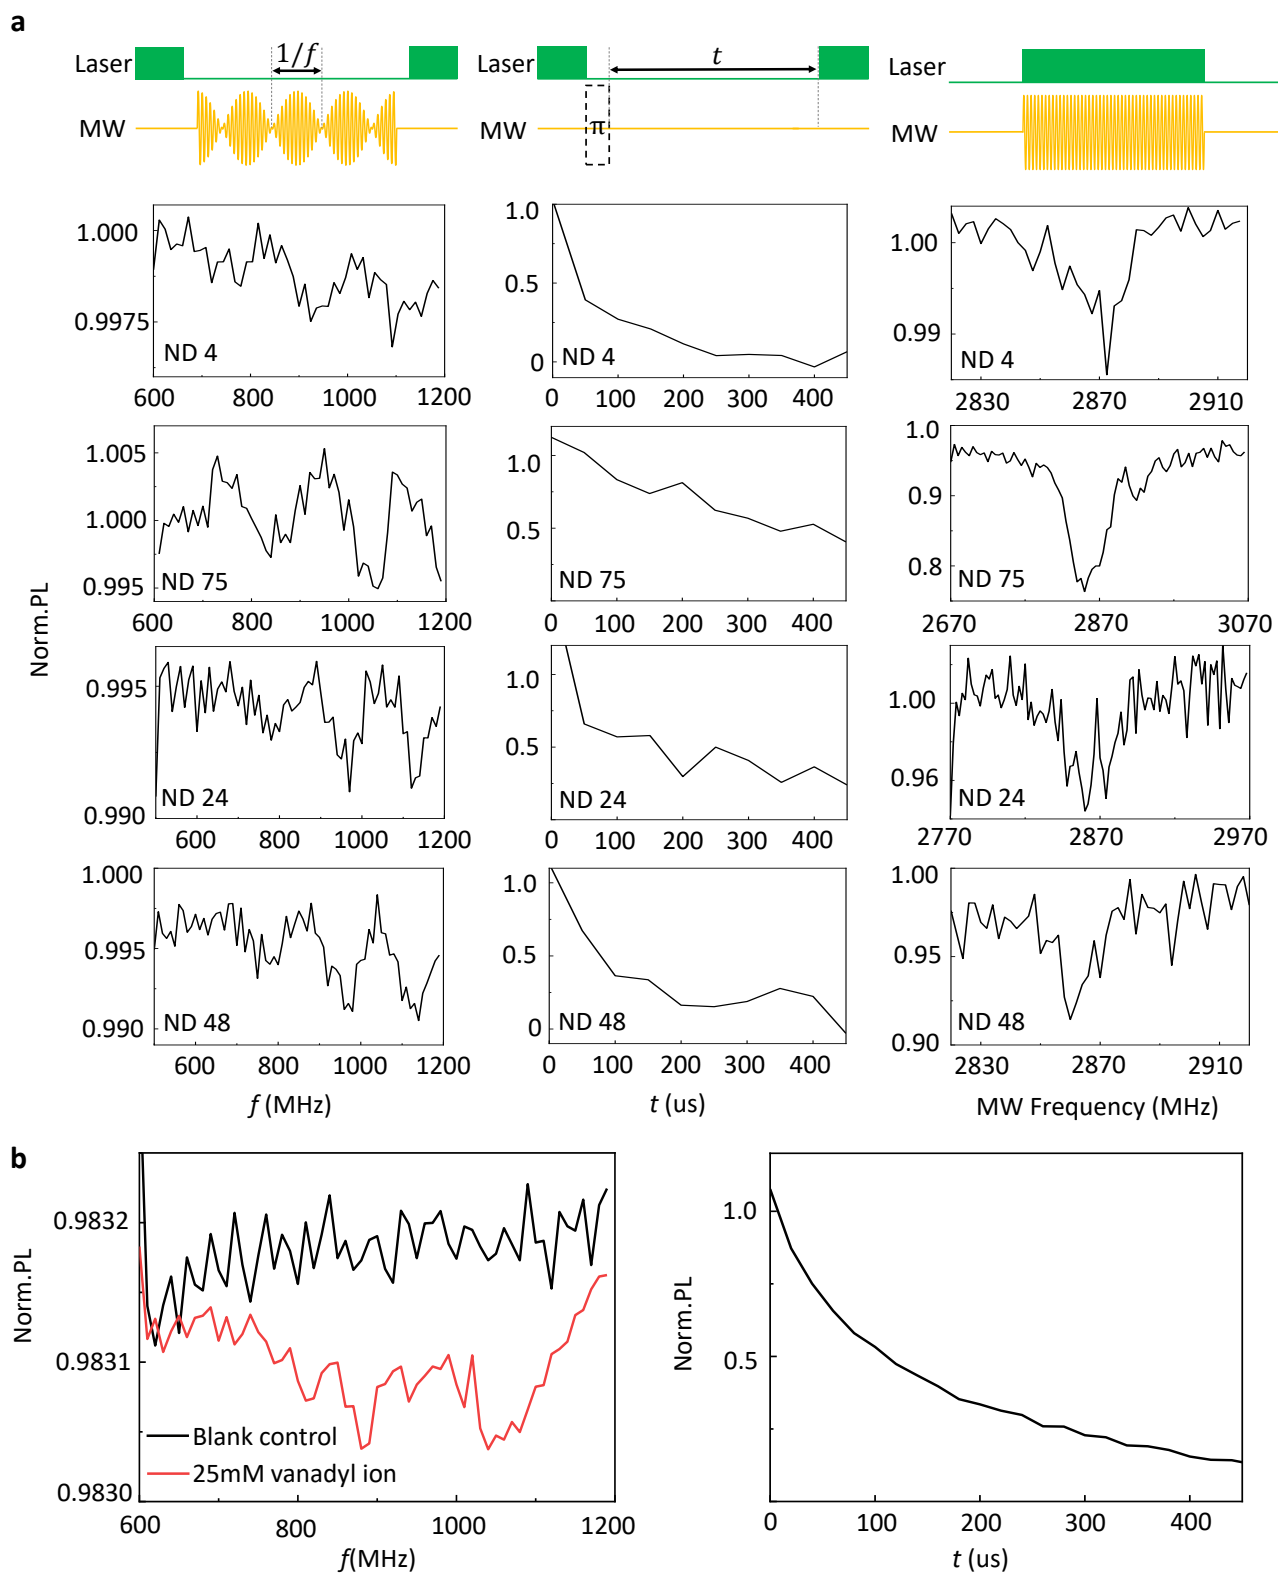 a
Laser
MW
1/f
Laser
MW
π
t
Laser
MW
Norm.PL
1.000
0.9975
ND 4
600 800 1000 1200
1.0
0.5
0
ND 4
0 100 200 300 400
1.00
0.99
ND 4
2830 2870 2910
1.005
1.000
0.995
ND 75
600 800 1000 1200
1.0
0.5
ND 75
0 100 200 300 400
1.0
0.9
0.8
ND 75
2670 2870 3070
0.995
0.990
ND 24
600 800 1000 1200
1.0
0.5
ND 24
0 100 200 300 400
1.00
0.96
ND 24
2770 2870 2970
1.000
0.995
0.990
ND 48
600 800 1000 1200
f (MHz)
1.0
0.5
0
ND 48
0 100 200 300 400
t (us)
1.00
0.95
0.90
ND 48
2830 2870 2910
MW Frequency (MHz)
b
Norm.PL
0.9832
0.9831
0.9830
Blank control
25mM vanadyl ion
600 800 1000 1200
f(MHz)
Norm.PL
1.0
0.5
0 100 200 300 400
t (us)